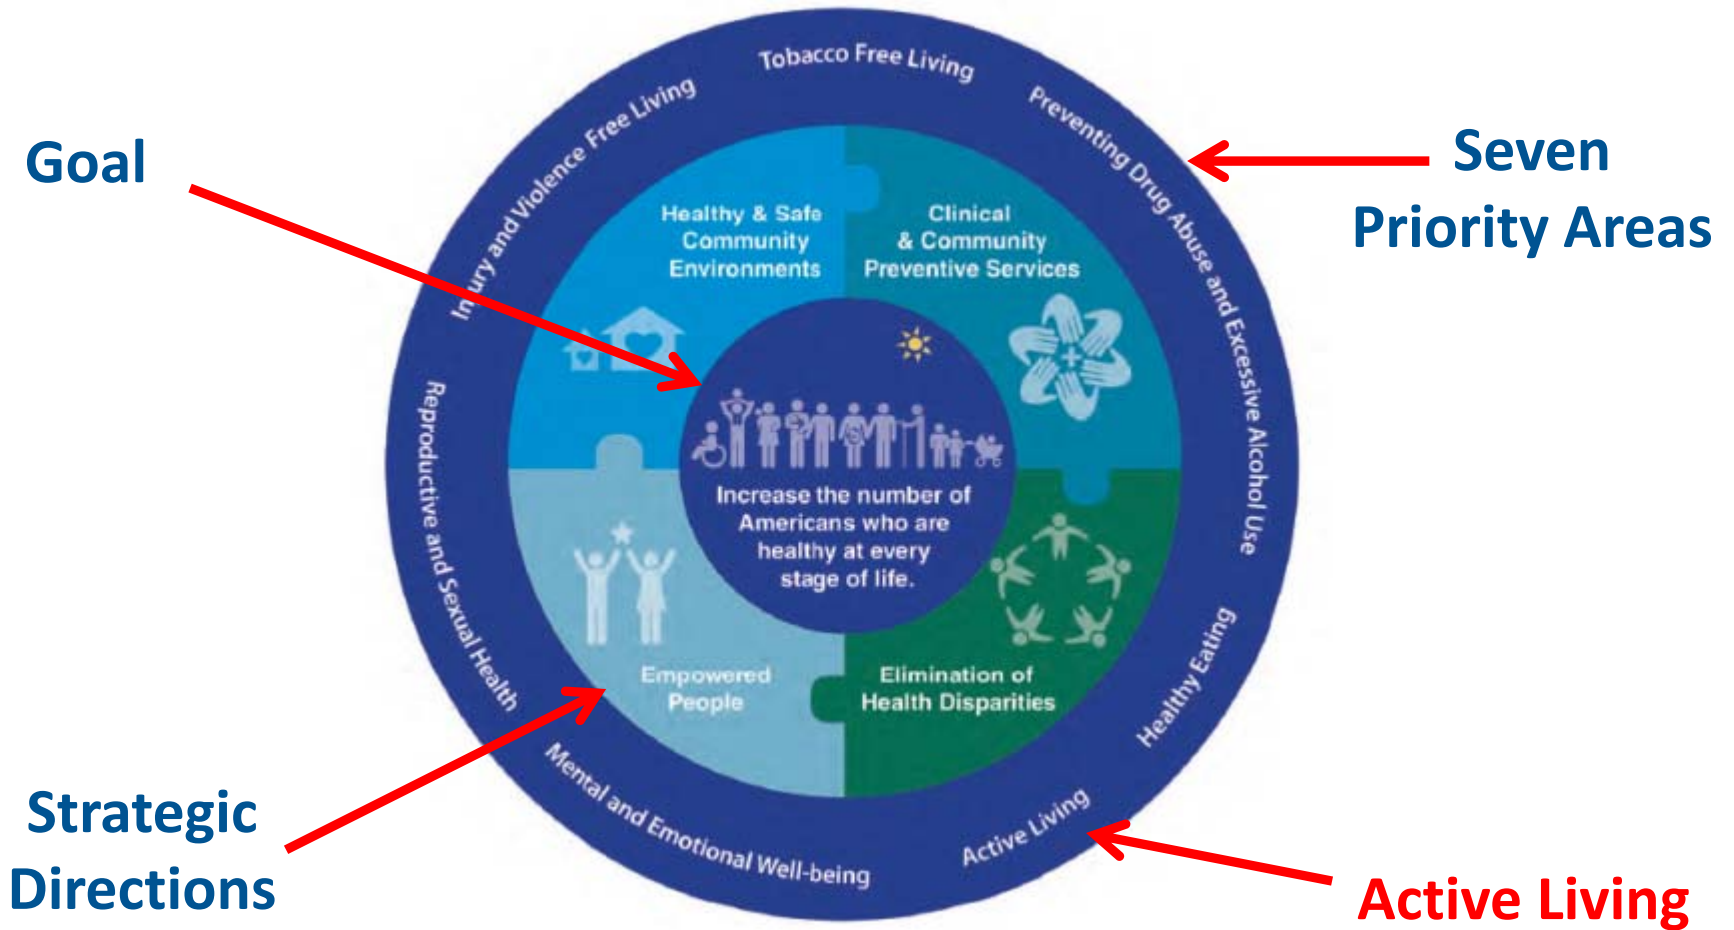 Goal
Seven
Priority Areas
Strategic
Directions
Active Living
Tobacco Free Living
Preventing Drug Abuse and Excessive Alcohol Use
Healthy Eating
Active Living
Mental and Emotional Well-being
Reproductive and Sexual Health
Injury and Violence Free Living
Healthy & Safe
Community
Environments
Clinical
& Community
Preventive Services
Increase the number of
Americans who are
healthy at every
stage of life.
Empowered
People
Elimination of
Health Disparities